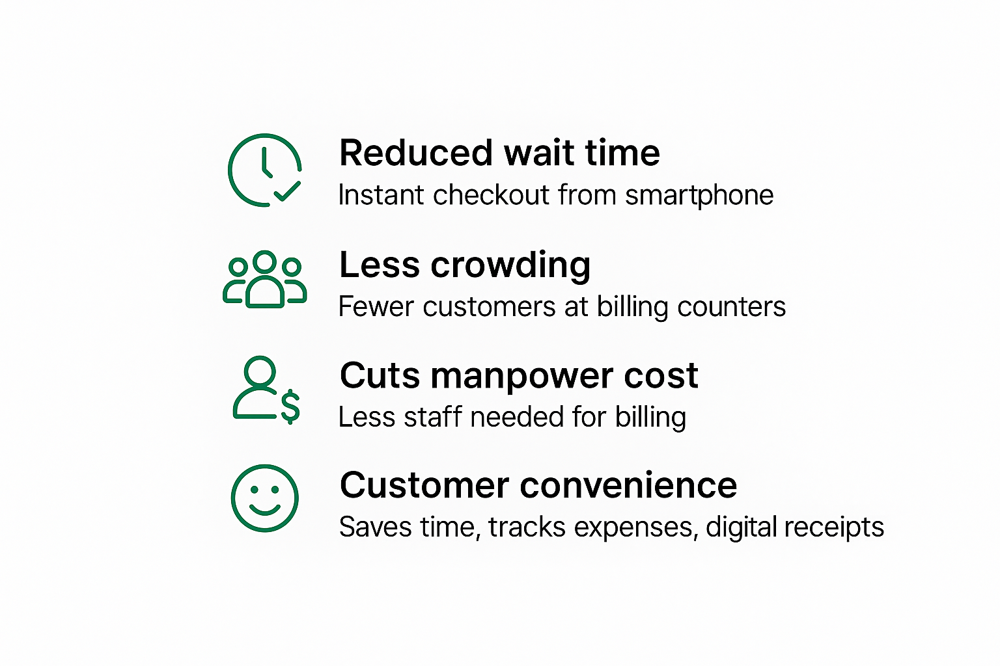 Reduced wait time
Instant checkout from smartphone
Less crowding
Fewer customers at billing counters
Cuts manpower cost
Less staff needed for billing
Customer convenience
Saves time, tracks expenses, digital receipts